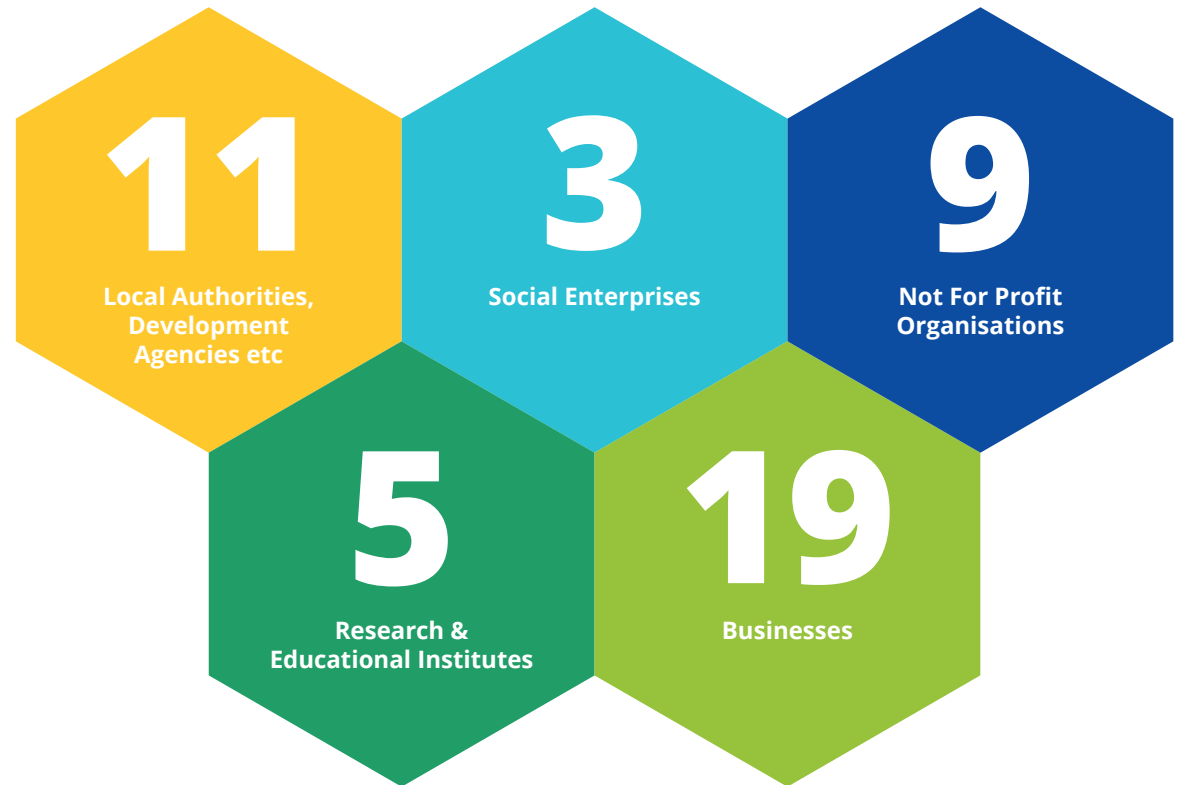 11
Local Authorities,
Development
Agencies etc
3
Social Enterprises
9
Not For Profit
Organisations
5
Research &
Educational Institutes
19
Businesses